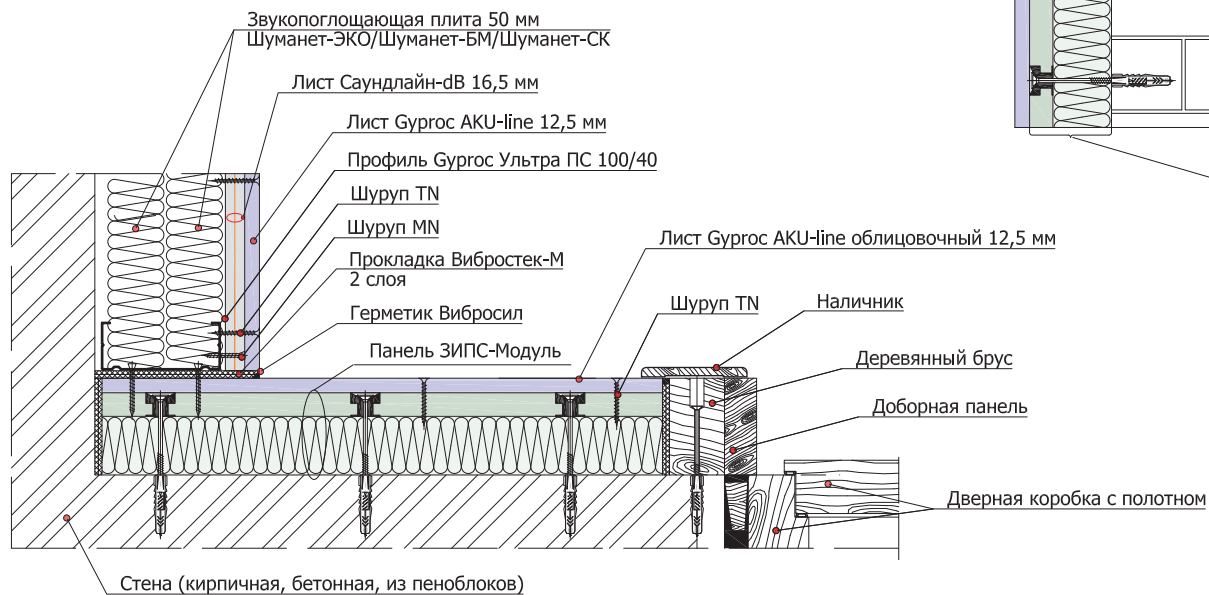 Звукопоглощающая плита 50 мм
Шуманет-ЭКО/Шуманет-БМ/Шуманет-СК
Лист Саундлайн-dB 16,5 мм
Лист Gyproc AKU-line 12,5 мм
Профиль Gyproc Ультра ПС 100/40
Шуруп TN
Шуруп MN
Прокладка Вибростек-М
2 слоя
Герметик Вибросил
Панель ЗИПС-Модуль
Лист Gyproc AKU-line облицовочный 12,5 мм
Шуруп TN
Наличник
Деревянный брус
Доборная панель
Дверная коробка с полотном
Стена (кирпичная, бетонная, из пеноблоков)